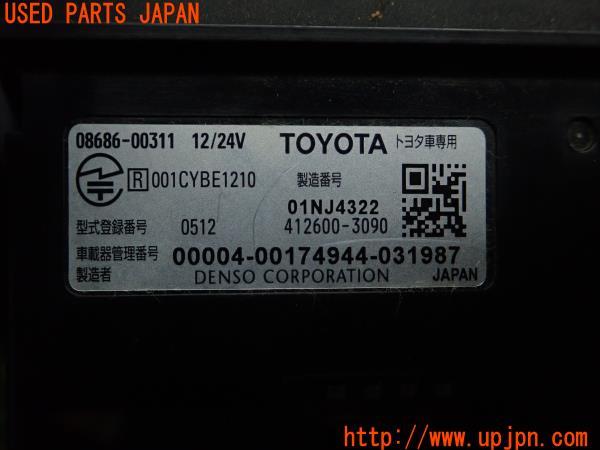 USED PARTS JAPAN
08686-00311 12/24V TOYOTA トヨタ車専用
R 001CYBE1210 製造番号
01NJ4322
型式登録番号 0512 412600-3090
車載器管理番号 00004-00174944-031987
製造者 DENSO CORPORATION JAPAN
UPJ
http://www.upjpn.com